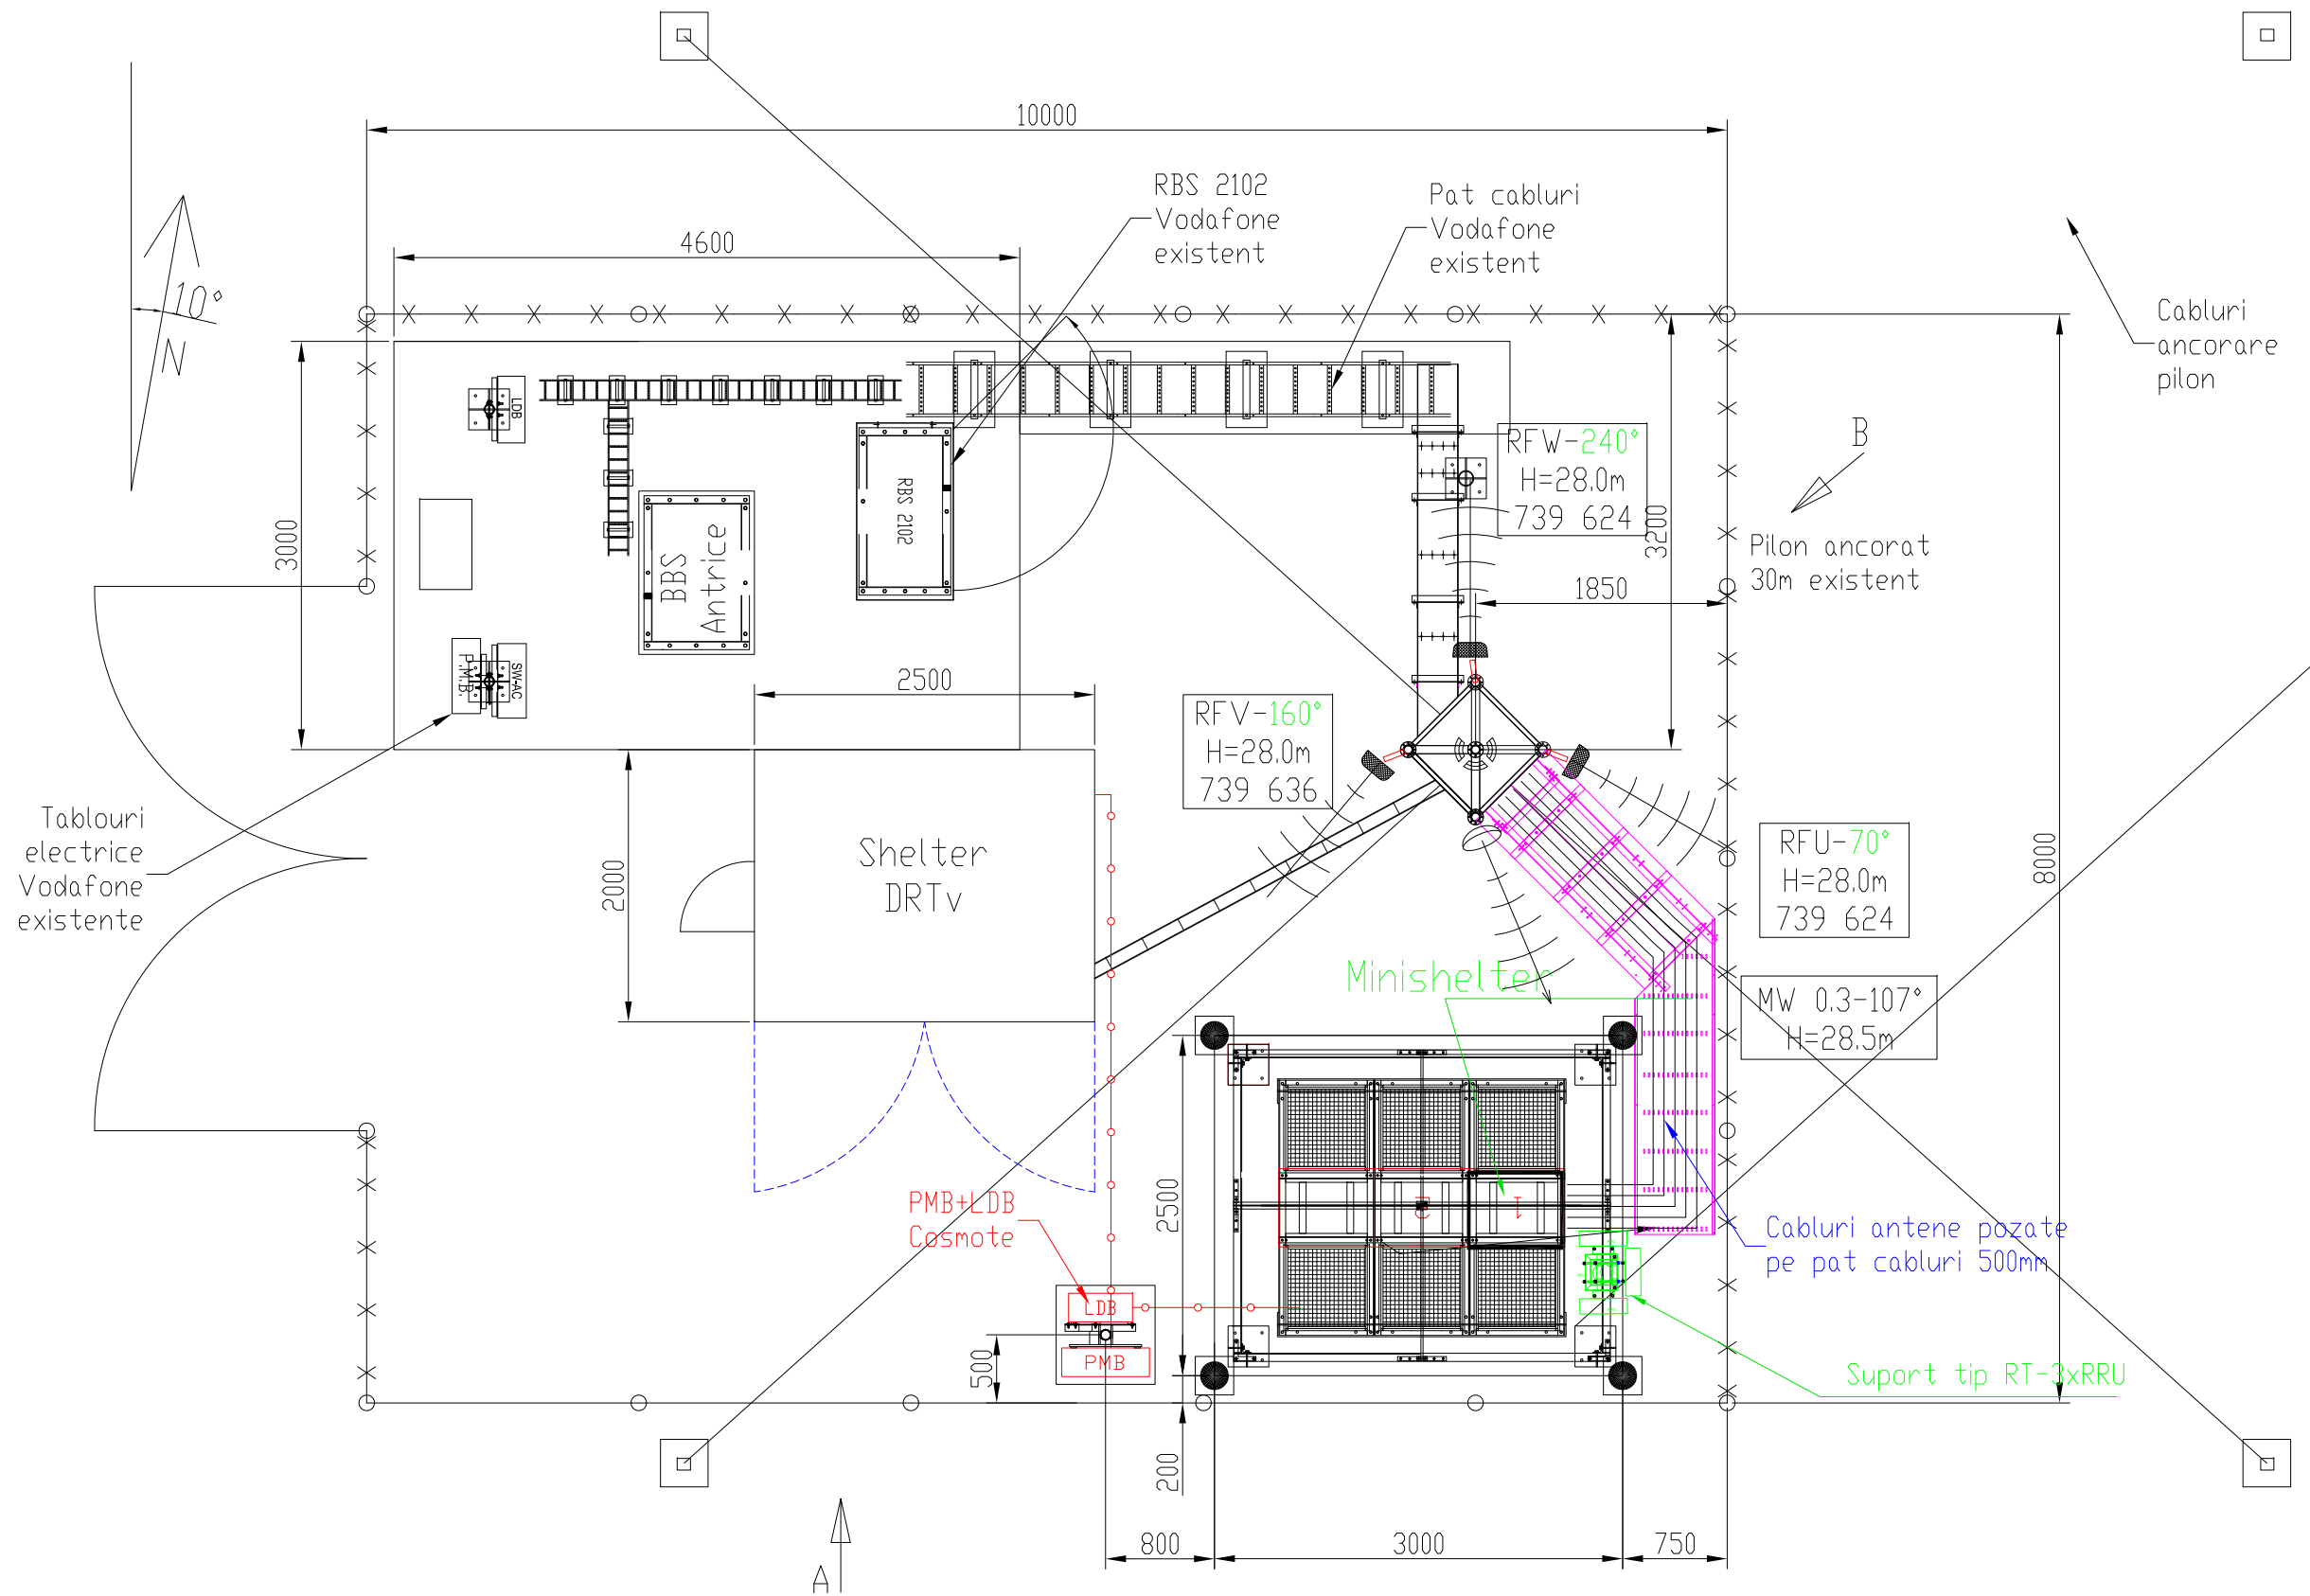 10000
RBS 2102
Vodafone
existent
Pat cabluri
Vodafone
existent
4600
10°
N
Cabluri
ancorare
pilon
B
LDB
RFW-240°
H=28.0m
739 624
RBS 2102
BBS
Antrice
3000
3200
Pilon ancorat
30m existent
1850
P.M.B.
SW-AC
2500
RFV-160°
H=28.0m
739 636
Tablouri
electrice
Vodafone
existente
Shelter
DRTv
2000
RFU-70°
H=28.0m
739 624
8000
Minishelter
MW 0.3-107°
H=28.5m
PMB+LDB
Cosmote
2500
2
1
Cabluri antene pozate
pe pat cabluri 500mm
LDB
PMB
500
Suport tip RT-3xRRU
200
800
3000
750
A